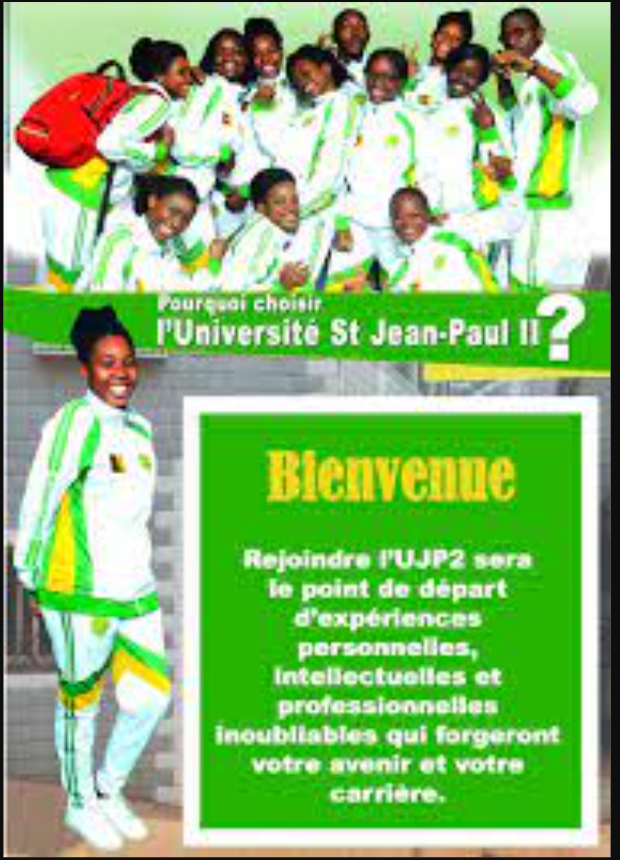 Pourquoi choisir
l'Université St Jean-Paul II ?
Bienvenue
Rejoindre l'UJP2 sera
le point de départ
d'expériences
personnelles,
intellectuelles et
professionnelles
inoubliables qui forgeront
votre avenir et votre
carrière.